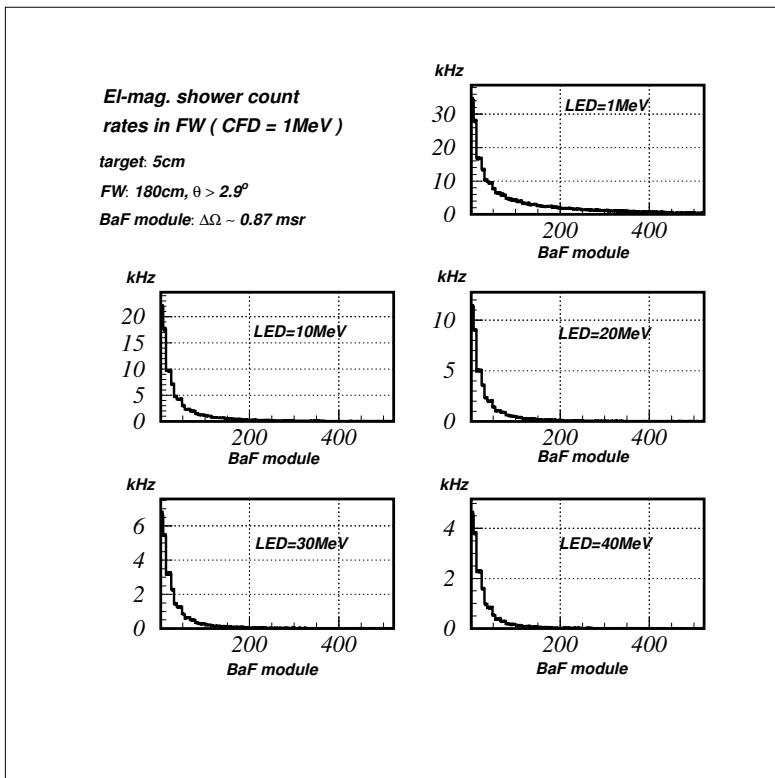 El-mag. shower count
rates in FW ( CFD = 1MeV )
target: 5cm
FW: 180cm, θ > 2.9°
BaF module: ΔΩ ~ 0.87 msr
kHz
LED=1MeV
30
20
10
0
200 400
BaF module
kHz
LED=10MeV
20
15
10
5
0
200 400
BaF module
kHz
LED=20MeV
10
5
0
200 400
BaF module
kHz
LED=30MeV
6
4
2
0
200 400
BaF module
kHz
LED=40MeV
4
2
0
200 400
BaF module